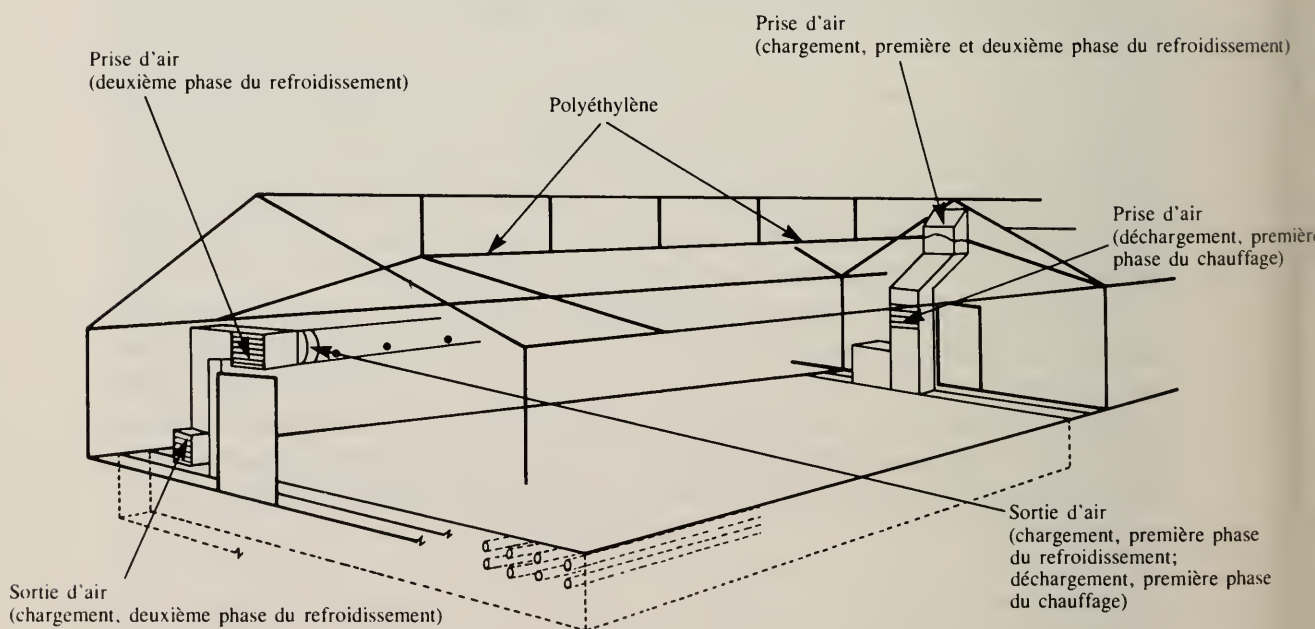 Prise d'air
(chargement, première et deuxième phase du refroidissement)
Prise d'air
(deuxième phase du refroidissement)
Polyéthylène
Prise d'air
(déchargement, première
phase du chauffage)
Sortie d'air
(chargement, première phase
du refroidissement;
déchargement, première phase
du chauffage)
Sortie d'air
(chargement, deuxième phase du refroidissement)